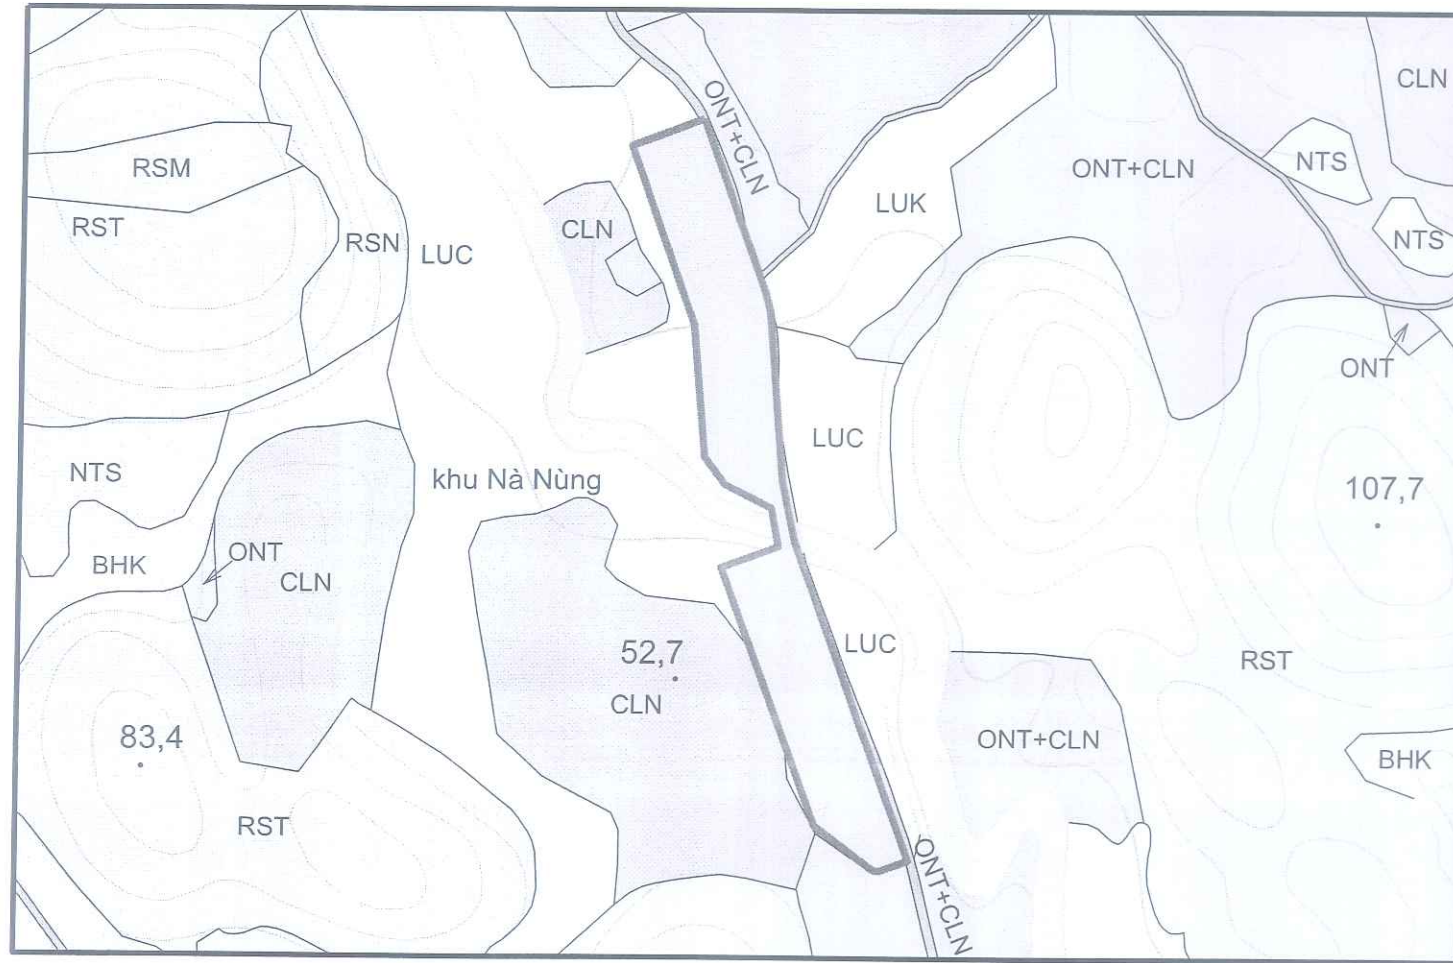 CLN
ONT+CLN
RSM
ONT+CLN
NTS
LUK
RST
CLN
RSN
LUC
NTS
ONT
LUC
NTS
khu Nà Nùng
107,7
ONT
BHK
CLN
LUC
52,7
RST
CLN
83,4
ONT+CLN
BHK
RST
ONT+CLN